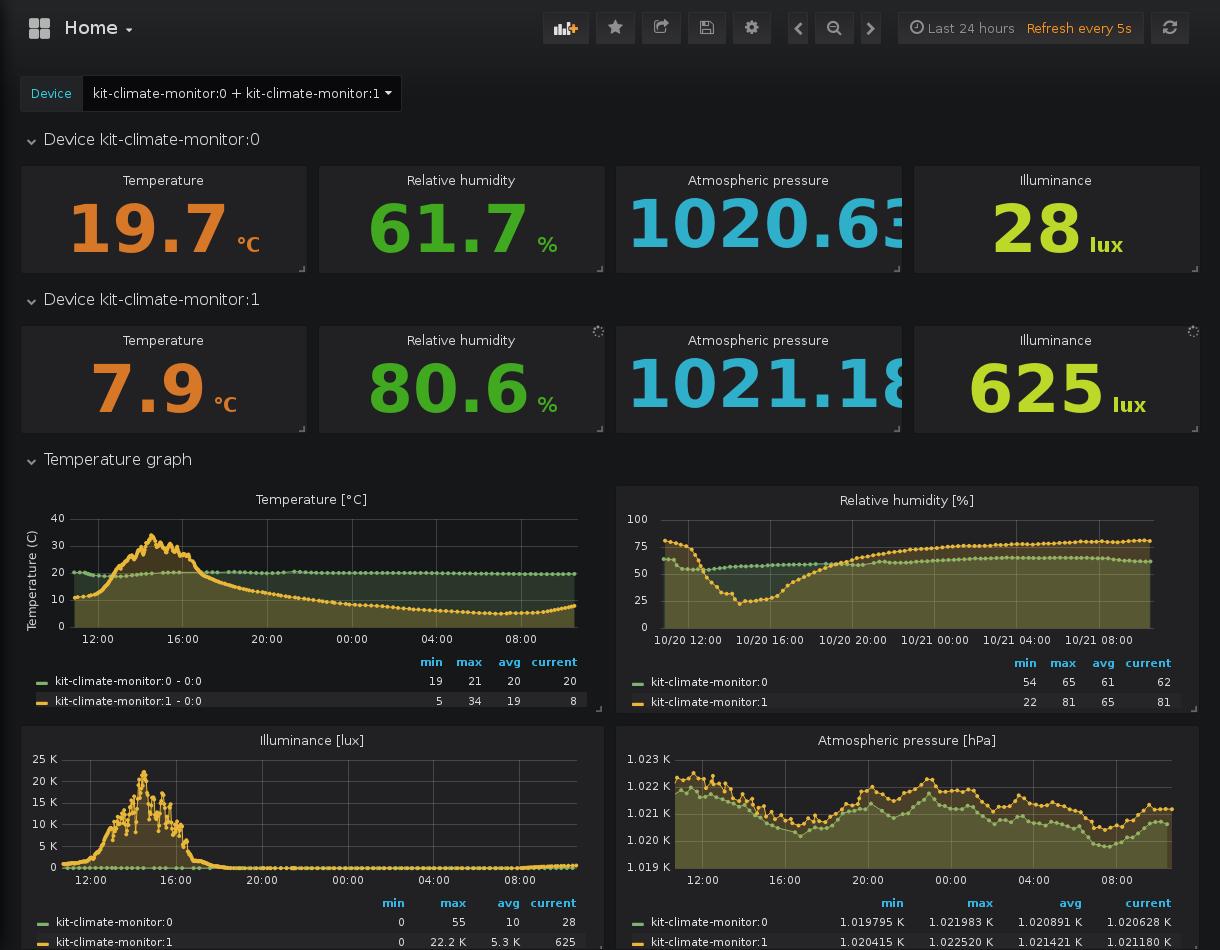 Home
Last 24 hours Refresh every 5s
Device kit-climate-monitor:0 + kit-climate-monitor:1
Device kit-climate-monitor:0
Temperature Relative humidity Atmospheric pressure Illuminance
19.7 °C 61.7 % 1020.63 28 lux
Device kit-climate-monitor:1
Temperature Relative humidity Atmospheric pressure Illuminance
7.9 °C 80.6 % 1021.18 625 lux
Temperature graph
Temperature [°C]
Temperature (C)
40
30
20
10
0
12:00 16:00 20:00 00:00 04:00 08:00
min max avg current
kit-climate-monitor:0 - 0:0 19 21 20 20
kit-climate-monitor:1 - 0:0 5 34 19 8
Relative humidity [%]
100
75
50
25
0
10/20 12:00 10/20 16:00 10/20 20:00 10/21 00:00 10/21 04:00 10/21 08:00
min max avg current
kit-climate-monitor:0 54 65 61 62
kit-climate-monitor:1 22 81 65 81
Illuminance [lux]
25 K
20 K
15 K
10 K
5 K
0
12:00 16:00 20:00 00:00 04:00 08:00
min max avg current
kit-climate-monitor:0 0 55 10 28
kit-climate-monitor:1 0 22.2 K 5.3 K 625
Atmospheric pressure [hPa]
1.023 K
1.022 K
1.021 K
1.020 K
1.019 K
12:00 16:00 20:00 00:00 04:00 08:00
min max avg current
kit-climate-monitor:0 1.019795 K 1.021983 K 1.020891 K 1.020628 K
kit-climate-monitor:1 1.020415 K 1.022520 K 1.021421 K 1.021180 K